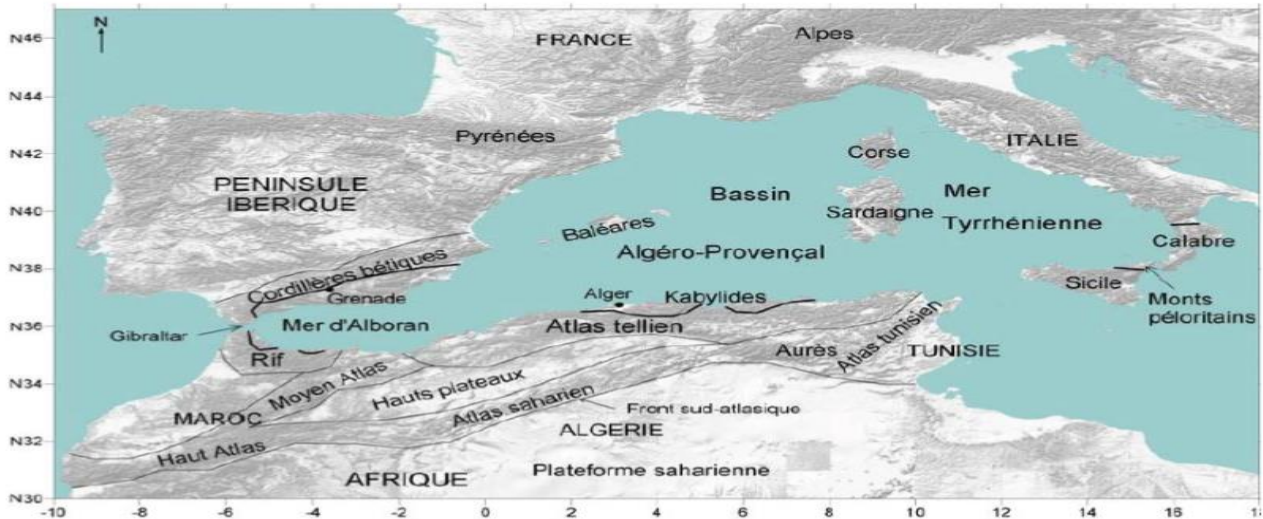 N
N46
FRANCE
Alpes
N44
Pyrénées
ITALIE
N42
Corse
PENINSULE
IBERIQUE
Bassin
Mer
N40
Baléares
Sardaigne
Tyrrhénienne
Algéro-Provençal
Calabre
N38
Cordillères bétiques
Grenade
Sicile
Alger
Kabylides
Monts
péloritains
Gibraltar
N36
Mer d'Alboran
Atlas tellien
Rif
Aurès
Atlas tunisien
TUNISIE
N34
Moyen Atlas
Hauts plateaux
MAROC
Atlas saharien
Front sud-atlasique
N32
Haut Atlas
ALGERIE
AFRIQUE
Plateforme saharienne
N30
-10 -8 -6 -4 -2 0 2 4 6 8 10 12 14 16 18